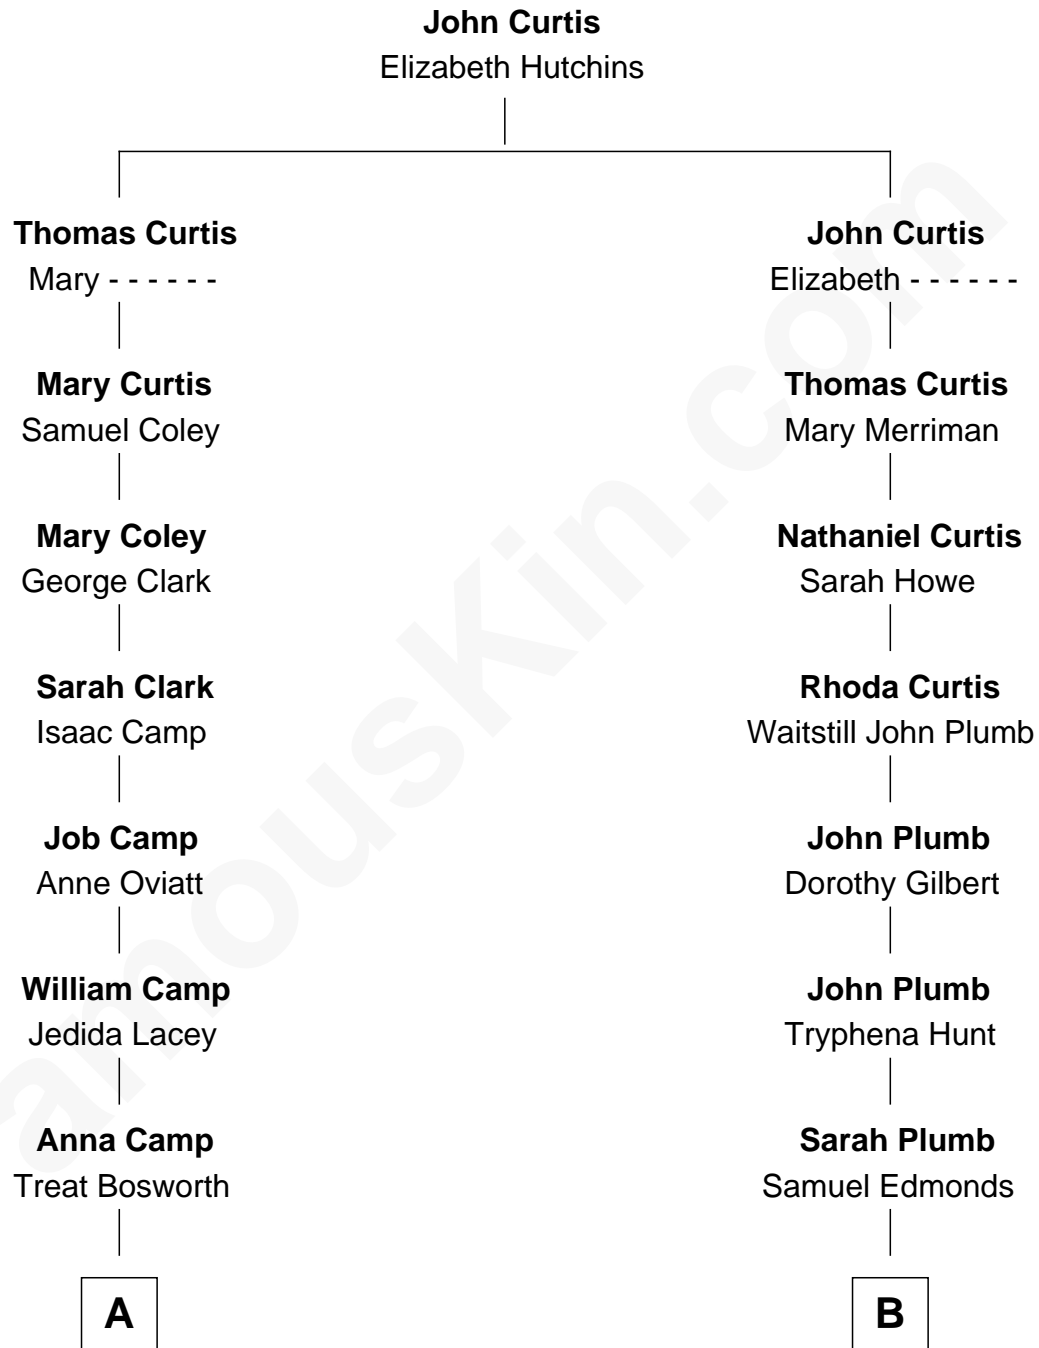 John Curtis
Elizabeth Hutchins
Thomas Curtis
Mary - - - - - -
John Curtis
Elizabeth - - - - - -
Mary Curtis
Samuel Coley
Thomas Curtis
Mary Merriman
Mary Coley
George Clark
Nathaniel Curtis
Sarah Howe
Sarah Clark
Isaac Camp
Rhoda Curtis
Waitstill John Plumb
Job Camp
Anne Oviatt
John Plumb
Dorothy Gilbert
William Camp
Jedida Lacey
John Plumb
Tryphena Hunt
Anna Camp
Treat Bosworth
Sarah Plumb
Samuel Edmonds
A
B
amousKin.com